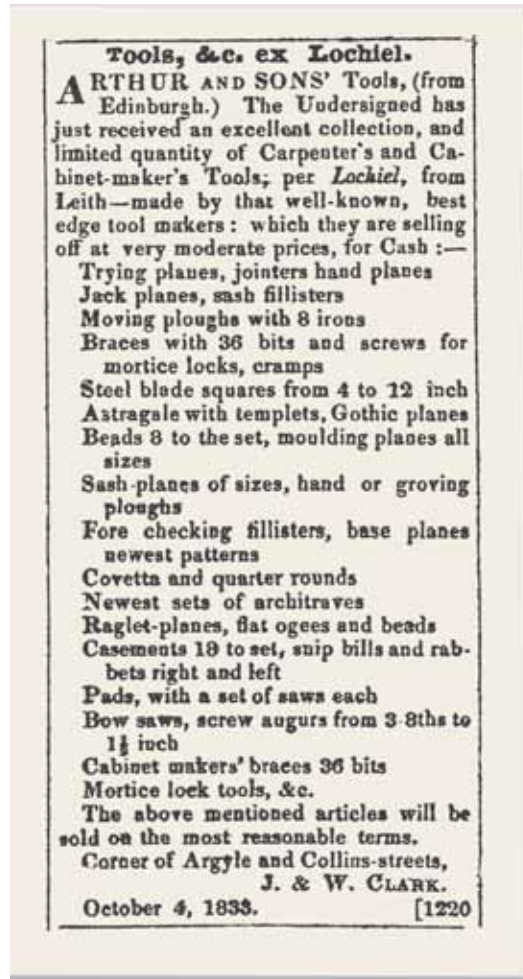 Tools, &c. ex Lochiel.
ARTHUR AND SONS' Tools, (from
Edinburgh.) The Undersigned has
just received an excellent collection, and
limited quantity of Carpenter's and Ca-
binet-maker's Tools; per Lochiel, from
Leith—made by that well-known, best
edge tool makers : which they are selling
off at very moderate prices, for Cash :—
Trying planes, jointers hand planes
Jack planes, sash fillisters
Moving ploughs with 8 irons
Braces with 36 bits and screws for
mortice locks, cramps
Steel blade squares from 4 to 12 inch
Astragale with templets, Gothic planes
Beads 8 to the set, moulding planes all
sizes
Sash-planes of sizes, hand or groving
ploughs
Fore checking fillisters, base planes
newest patterns
Covetta and quarter rounds
Newest sets of architraves
Raglet-planes, flat ogees and beads
Casements 18 to set, snip bills and rab-
bets right and left
Pads, with a set of saws each
Bow saws, screw augurs from 3-8ths to
1½ inch
Cabinet makers' braces 36 bits
Mortice lock tools, &c.
The above mentioned articles will be
sold on the most reasonable terms.
Corner of Argyle and Collins-streets,
J. & W. CLARK.
October 4, 1833. [1220